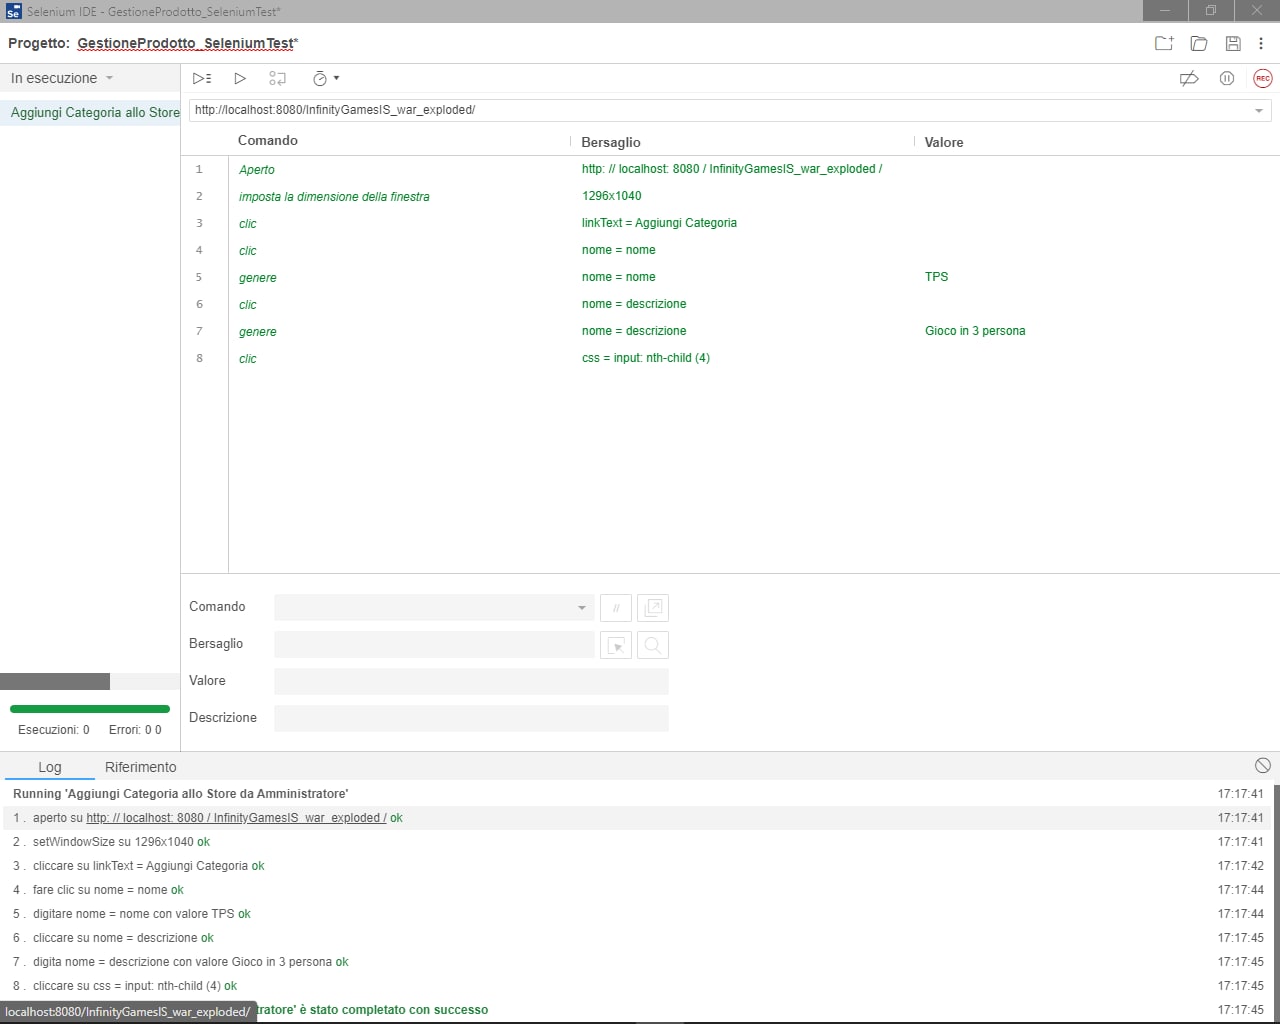 Se Selenium IDE - GestioneProdotto_SeleniumTest*
Progetto: GestioneProdotto_SeleniumTest*
In esecuzione
REC
Aggiungi Categoria allo Store
http://localhost:8080/InfinityGamesIS_war_exploded/
Comando Bersaglio Valore
1 Aperto http: // localhost: 8080 / InfinityGamesIS_war_exploded /
2 imposta la dimensione della finestra 1296x1040
3 clic linkText = Aggiungi Categoria
4 clic nome = nome
5 genere nome = nome TPS
6 clic nome = descrizione
7 genere nome = descrizione Gioco in 3 persona
8 clic css = input: nth-child (4)
Comando //
Bersaglio
Valore
Descrizione
Esecuzioni: 0 Errori: 0 0
Log Riferimento
Running 'Aggiungi Categoria allo Store da Amministratore' 17:17:41
1 . aperto su http: // localhost: 8080 / InfinityGamesIS_war_exploded / ok 17:17:41
2 . setWindowSize su 1296x1040 ok 17:17:41
3 . cliccare su linkText = Aggiungi Categoria ok 17:17:42
4 . fare clic su nome = nome ok 17:17:44
5 . digitare nome = nome con valore TPS ok 17:17:44
6 . cliccare su nome = descrizione ok 17:17:45
7 . digita nome = descrizione con valore Gioco in 3 persona ok 17:17:45
8 . cliccare su css = input: nth-child (4) ok 17:17:45
localhost:8080/InfinityGamesIS_war_exploded/ tratore' è stato completato con successo 17:17:45